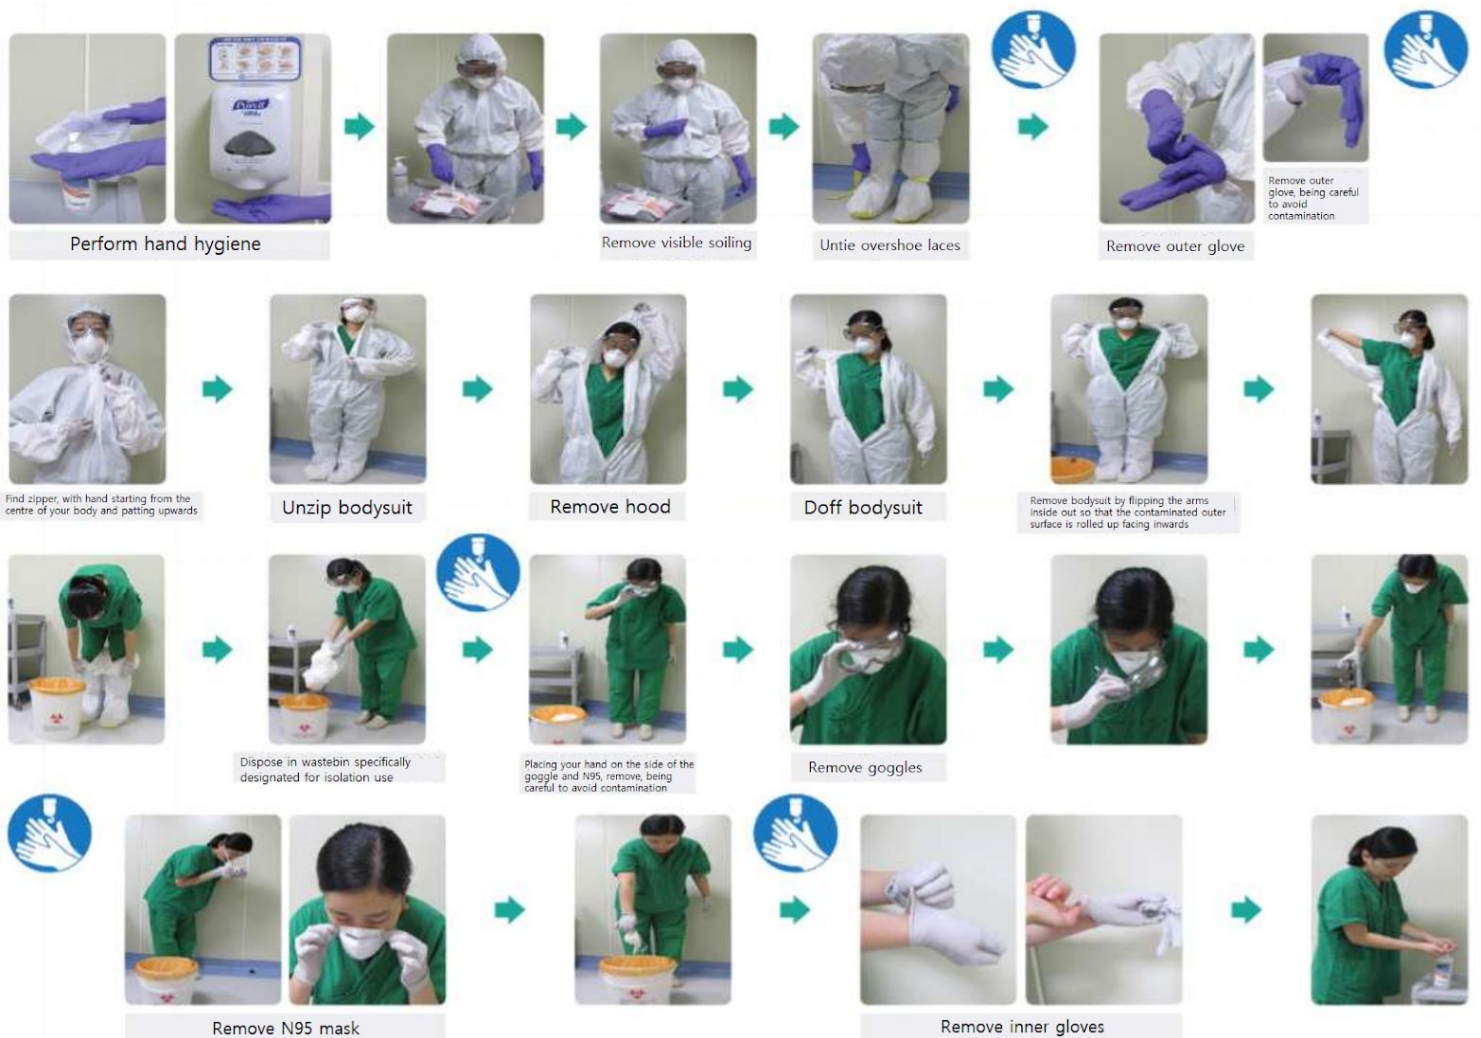 Perform hand hygiene
Remove visible soiling
Untie overshoe laces
Remove outer glove
Remove outer
glove, being careful
to avoid
contamination
Find zipper, with hand starting from the
centre of your body and patting upwards
Unzip bodysuit
Remove hood
Doff bodysuit
Remove bodysuit by flipping the arms
inside out so that the contaminated outer
surface is rolled up facing inwards
Dispose in wastebin specifically
designated for isolation use
Placing your hand on the side of the
goggle and N95, remove, being
careful to avoid contamination
Remove goggles
Remove N95 mask
Remove inner gloves